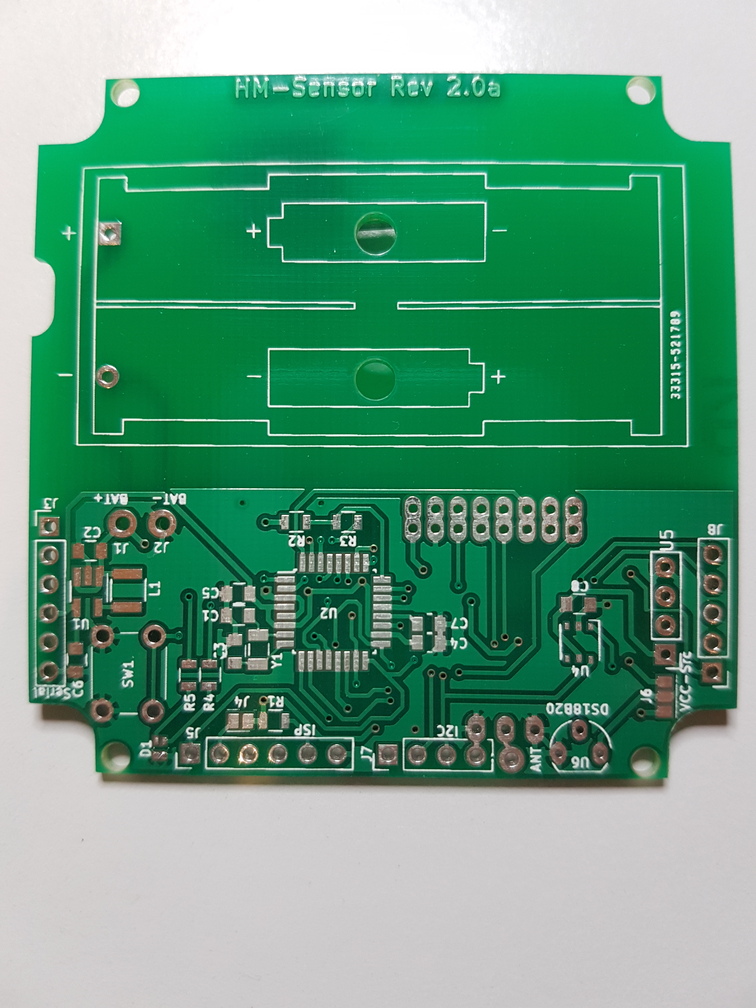 HM-Sensor Rev 2.0a
+
+ -
-
- +
33315-521789
J3
BAT+
BAT-
C2
J1
J2
R2
R3
U5
J8
L1
U1
C5
C1
C3
Y1
U2
C7
C4
C8
U4
SW1
C6
Serial
R5
R4
J4
R1
Src
J6
VCC
DS18B20
D1
J5
ISP
J7
I2C
ANT
U6